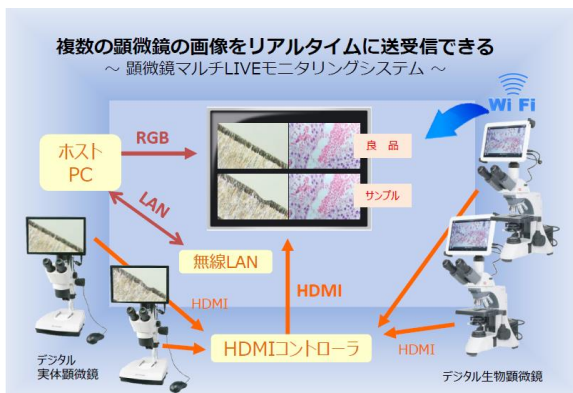 複数の顕微鏡の画像をリアルタイムに送受信できる
～ 顕微鏡マルチLIVEモニタリングシステム ～
Wi Fi
RGB
良 品
ホスト
PC
サンプル
LAN
無線LAN
HDMI
HDMI
HDMIコントローラ
HDMI
デジタル
実体顕微鏡
デジタル生物顕微鏡